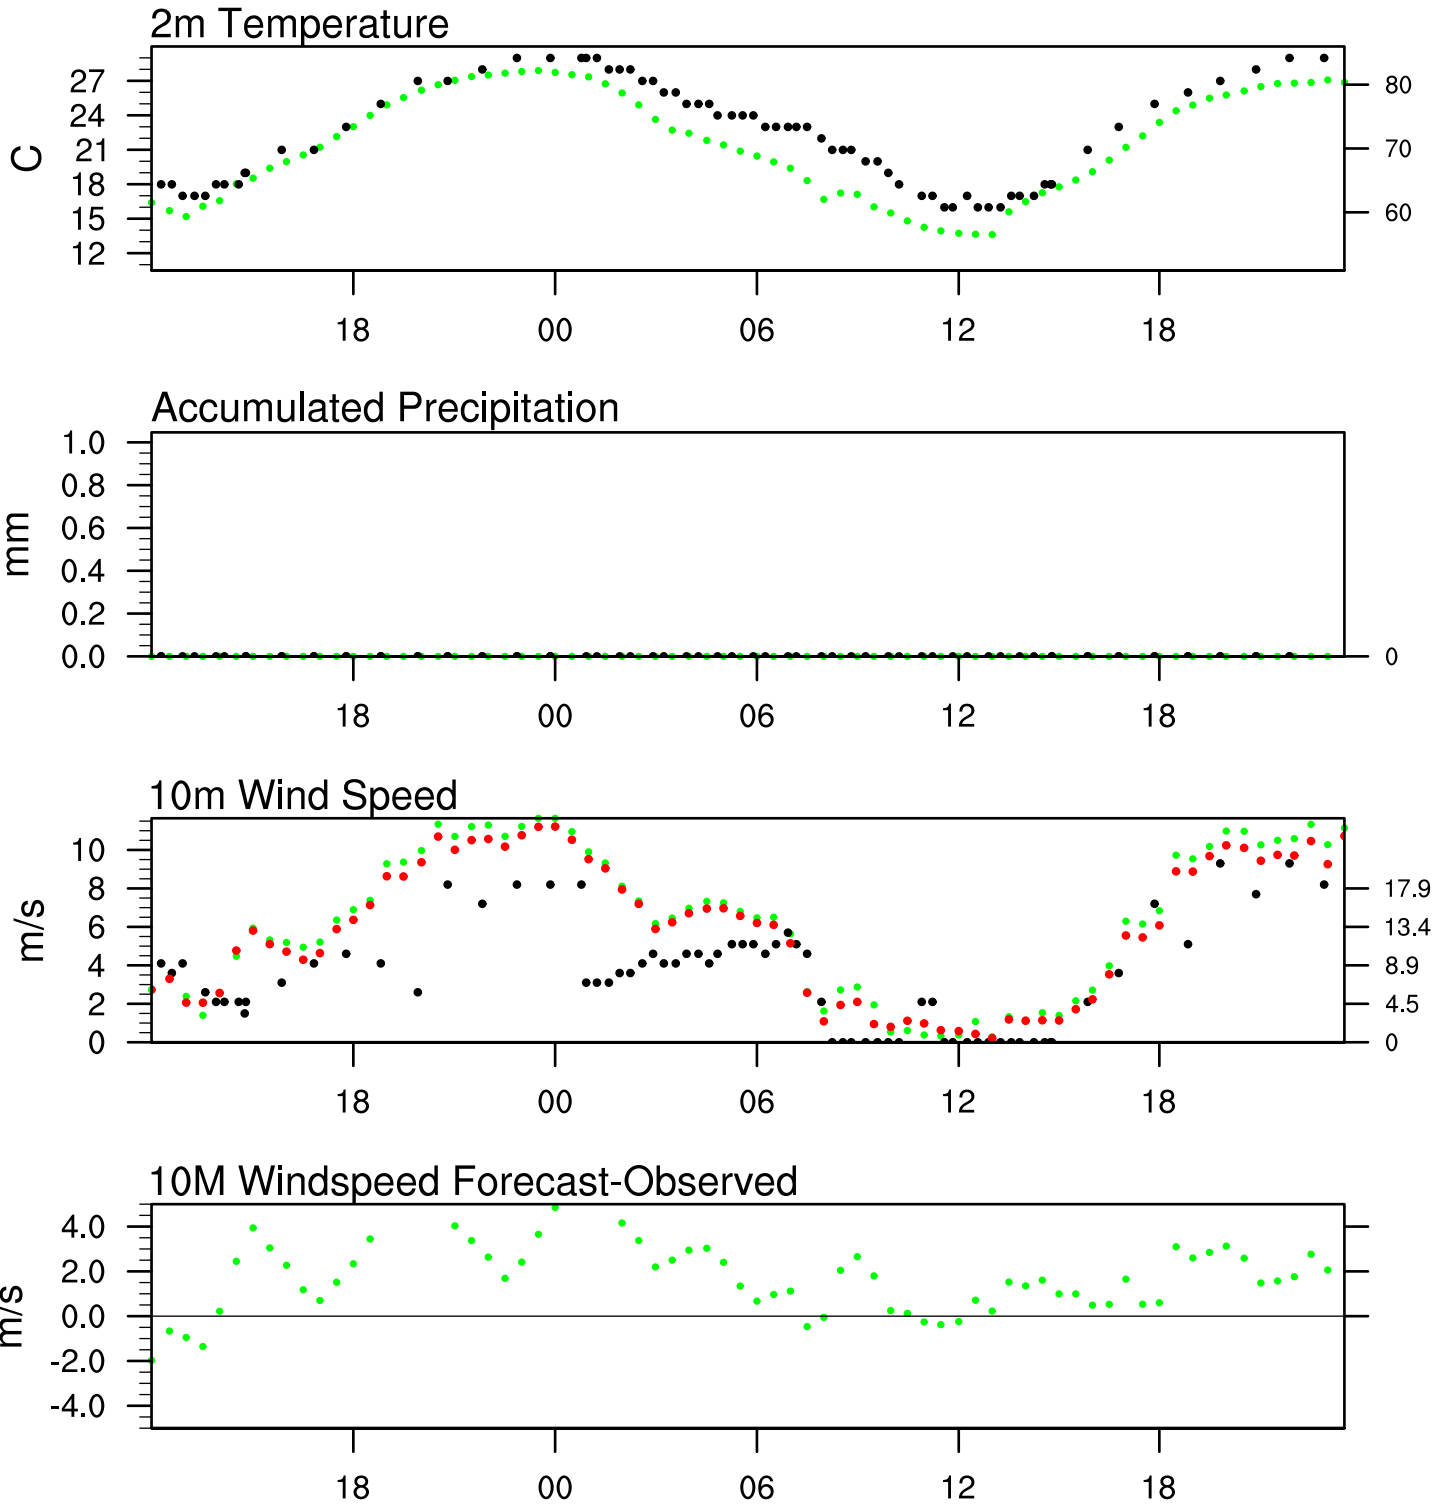 2m Temperature
27
24
21
18
15
12
C
80
70
60
18 00 06 12 18
Accumulated Precipitation
1.0
0.8
0.6
0.4
0.2
0.0
mm
0
18 00 06 12 18
10m Wind Speed
10
8
6
4
2
0
m/s
17.9
13.4
8.9
4.5
0
18 00 06 12 18
10M Windspeed Forecast-Observed
4.0
2.0
0.0
-2.0
-4.0
m/s
18 00 06 12 18